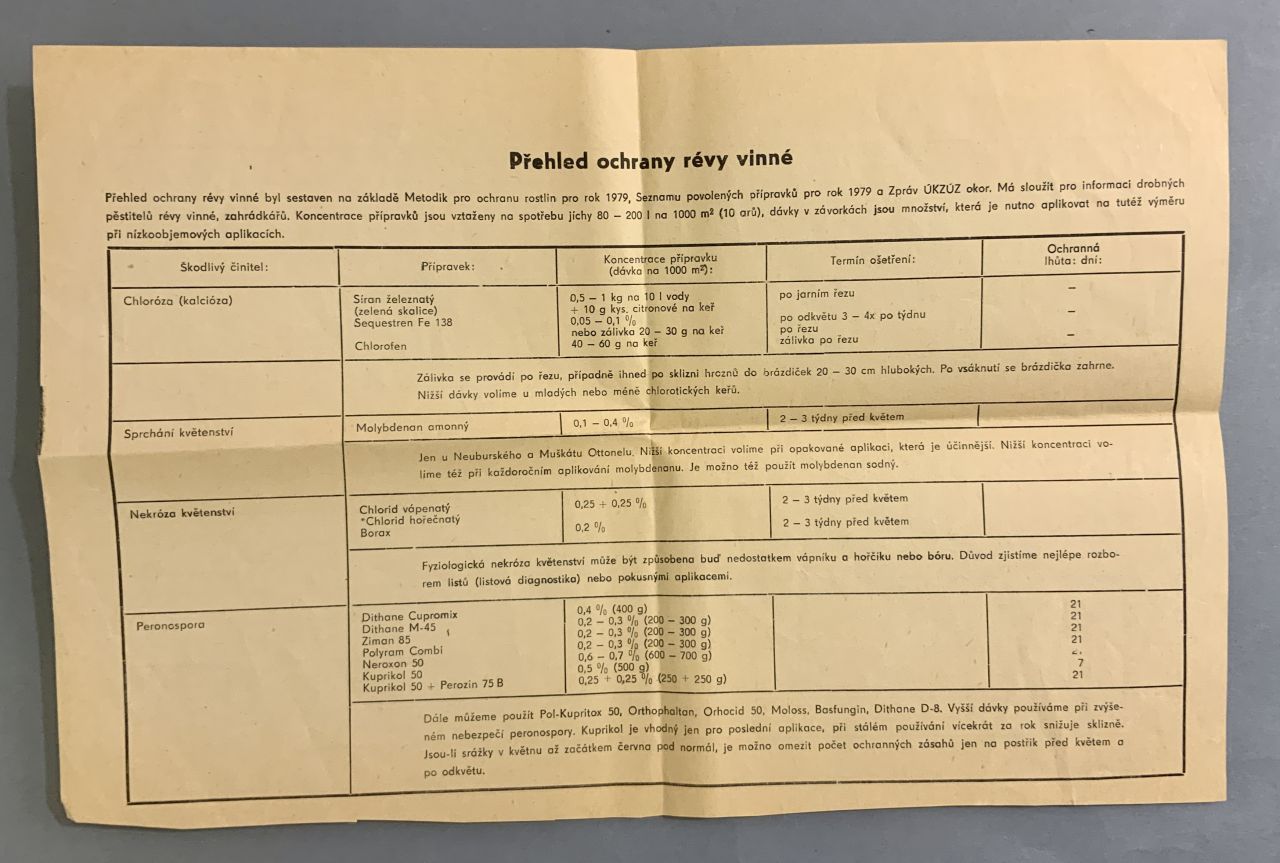 Přehled ochrany révy vinné
Přehled ochrany révy vinné byl sestaven na základě Metodik pro ochranu rostlin pro rok 1979, Seznamu povolených přípravků pro rok 1979 a Zpráv ÚKZÚZ okor. Má sloužit pro informaci drobných
pěstitelů révy vinné, zahrádkářů. Koncentrace přípravků jsou vztaženy na spotřebu jíchy 80 – 200 l na 1000 m² (10 arů), dávky v závorkách jsou množství, která je nutno aplikovat na tutéž výměru
při nízkoobjemových aplikacích.
Škodlivý činitel: Přípravek: Koncentrace přípravku Termín ošetření: Ochranná
(dávka na 1000 m²): lhůta: dní:
Chloróza (kalcióza) Síran železnatý 0,5 – 1 kg na 10 l vody po jarním řezu –
(zelená skalice) + 10 g kys. citronové na keř
Sequestren Fe 138 0,05 – 0,1 % po odkvětu 3 – 4x po týdnu –
nebo zálivka 20 – 30 g na keř po řezu
Chlorofen 40 – 60 g na keř zálivka po řezu –
Zálivka se provádí po řezu, případně ihned po sklizni hroznů do brázdiček 20 – 30 cm hlubokých. Po vsáknutí se brázdička zahrne.
Nižší dávky volíme u mladých nebo méně chlorotických keřů.
Sprchání květenství Molybdenan amonný 0,1 – 0,4 % 2 – 3 týdny před květem
Jen u Neuburského a Muškátu Ottonelu. Nižší koncentraci volíme při opakované aplikaci, která je účinnější. Nižší koncentraci vo-
líme též při každoročním aplikování molybdenanu. Je možno též použít molybdenan sodný.
Nekróza květenství Chlorid vápenatý 0,25 + 0,25 % 2 – 3 týdny před květem
*Chlorid hořečnatý
Borax 0,2 % 2 – 3 týdny před květem
Fyziologická nekróza květenství může být způsobena buď nedostatkem vápníku a hořčíku nebo bóru. Důvod zjistíme nejlépe rozbo-
rem listů (listová diagnostika) nebo pokusnými aplikacemi.
Peronospora Dithane Cupromix 0,4 % (400 g) 21
Dithane M-45 0,2 – 0,3 % (200 – 300 g) 21
Ziman 85 0,2 – 0,3 % (200 – 300 g) 21
Polyram Combi 0,2 – 0,3 % (200 – 300 g)
Neroxon 50 0,6 – 0,7 % (600 – 700 g)
Kuprikol 50 0,5 % (500 g) 7
Kuprikol 50 + Perozin 75 B 0,25 + 0,25 % (250 + 250 g) 21
Dále můžeme použít Pol-Kupritox 50, Orthophaltan, Orhocid 50, Moloss, Basfungin, Dithane D-8. Vyšší dávky používáme při zvýše-
ném nebezpečí peronospory. Kuprikol je vhodný jen pro poslední aplikace, při stálém používání vícekrát za rok snižuje sklizně.
Jsou-li srážky v květnu až začátkem června pod normál, je možno omezit počet ochranných zásahů jen na postřik před květem a
po odkvětu.